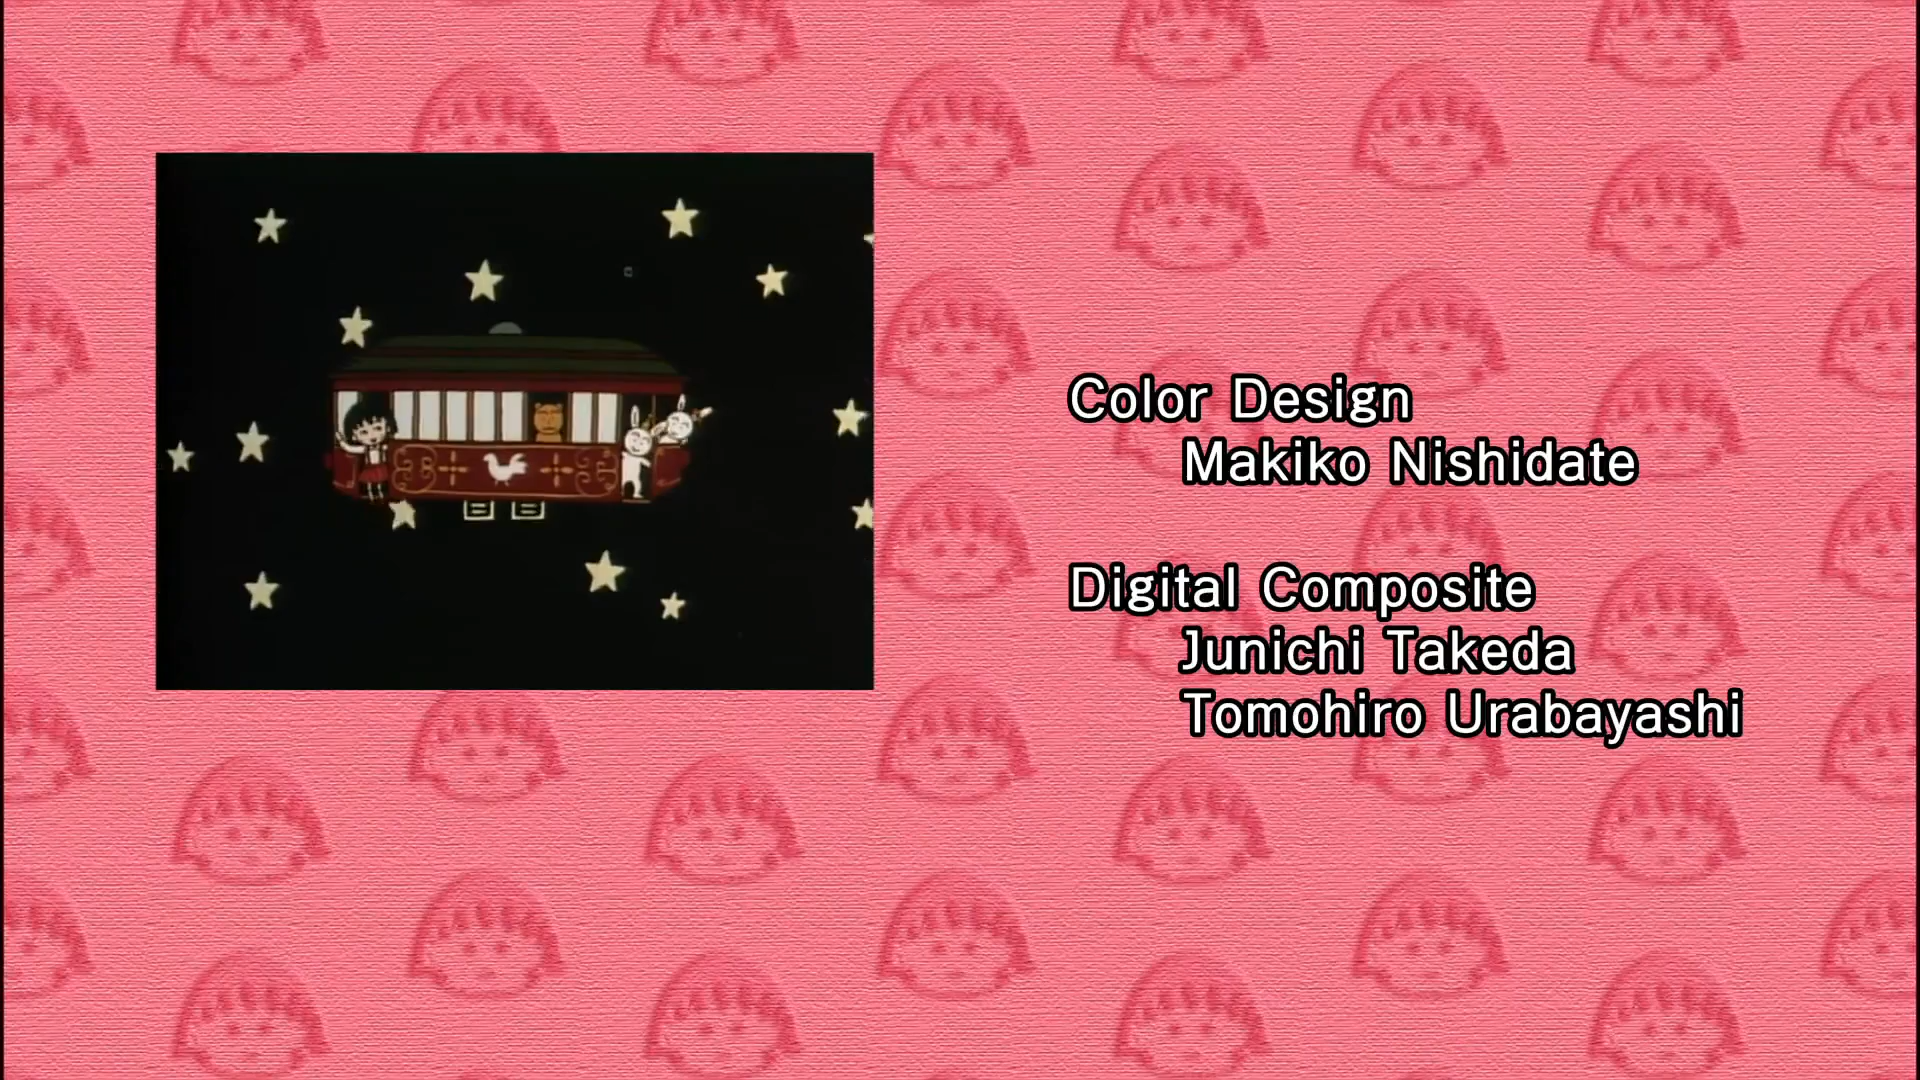 Color Design
Makiko Nishidate
Digital Composite
Junichi Takeda
Tomohiro Urabayashi